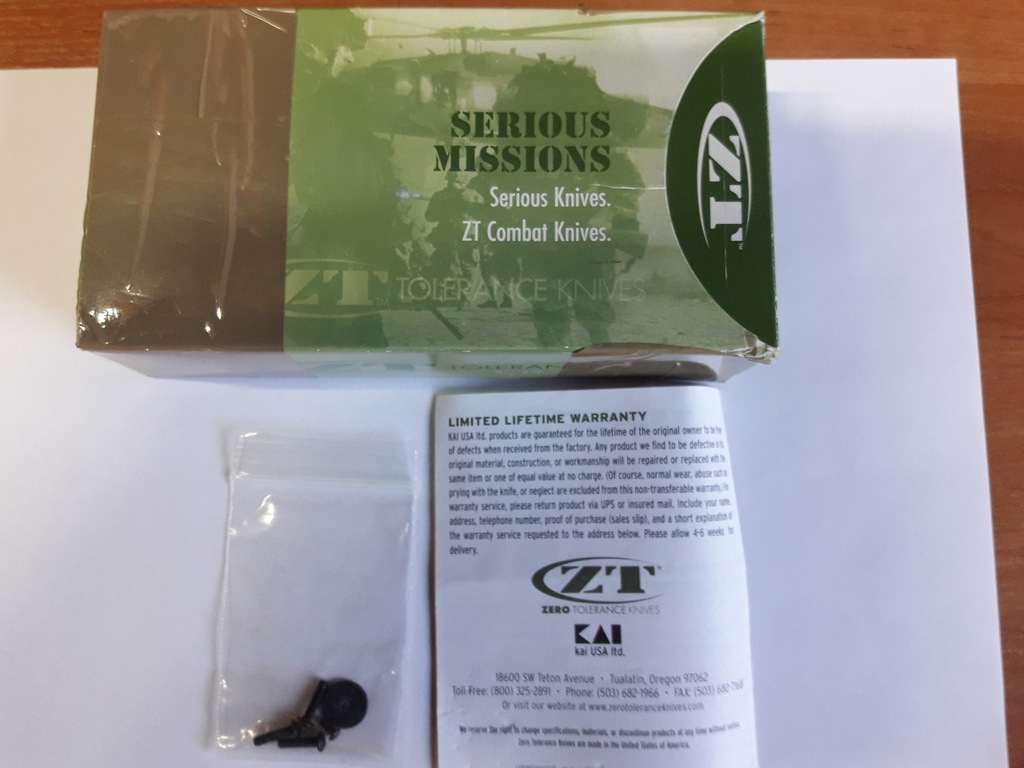 SERIOUS
MISSIONS
Serious Knives.
ZT Combat Knives.
ZT
TM
ZT TM TOLERANCE KNIVES
TOLERAN
LIMITED LIFETIME WARRANTY
KAI USA ltd. products are guaranteed for the lifetime of the original owner to be free
of defects when received from the factory. Any product we find to be defective in its
original material, construction, or workmanship will be repaired or replaced with the
same item or one of equal value at no charge. (Of course, normal wear, abuse such as
prying with the knife, or neglect are excluded from this non-transferable warranty.) For
warranty service, please return product via UPS or insured mail. Include your name,
address, telephone number, proof of purchase (sales slip), and a short explanation of
the warranty service requested to the address below. Please allow 4-6 weeks for
delivery.
ZT®
ZERO TOLERANCE KNIVES
KAI
kai USA ltd.
18600 SW Teton Avenue • Tualatin, Oregon 97062
Toll Free: (800) 325-2891 • Phone: (503) 682-1966 • FAX: (503) 682-7168
Or visit our website at www.zerotoleranceknives.com
We reserve the right to change specifications, materials, or discontinue products at any time without notice.
Zero Tolerance Knives are made in the United States of America.